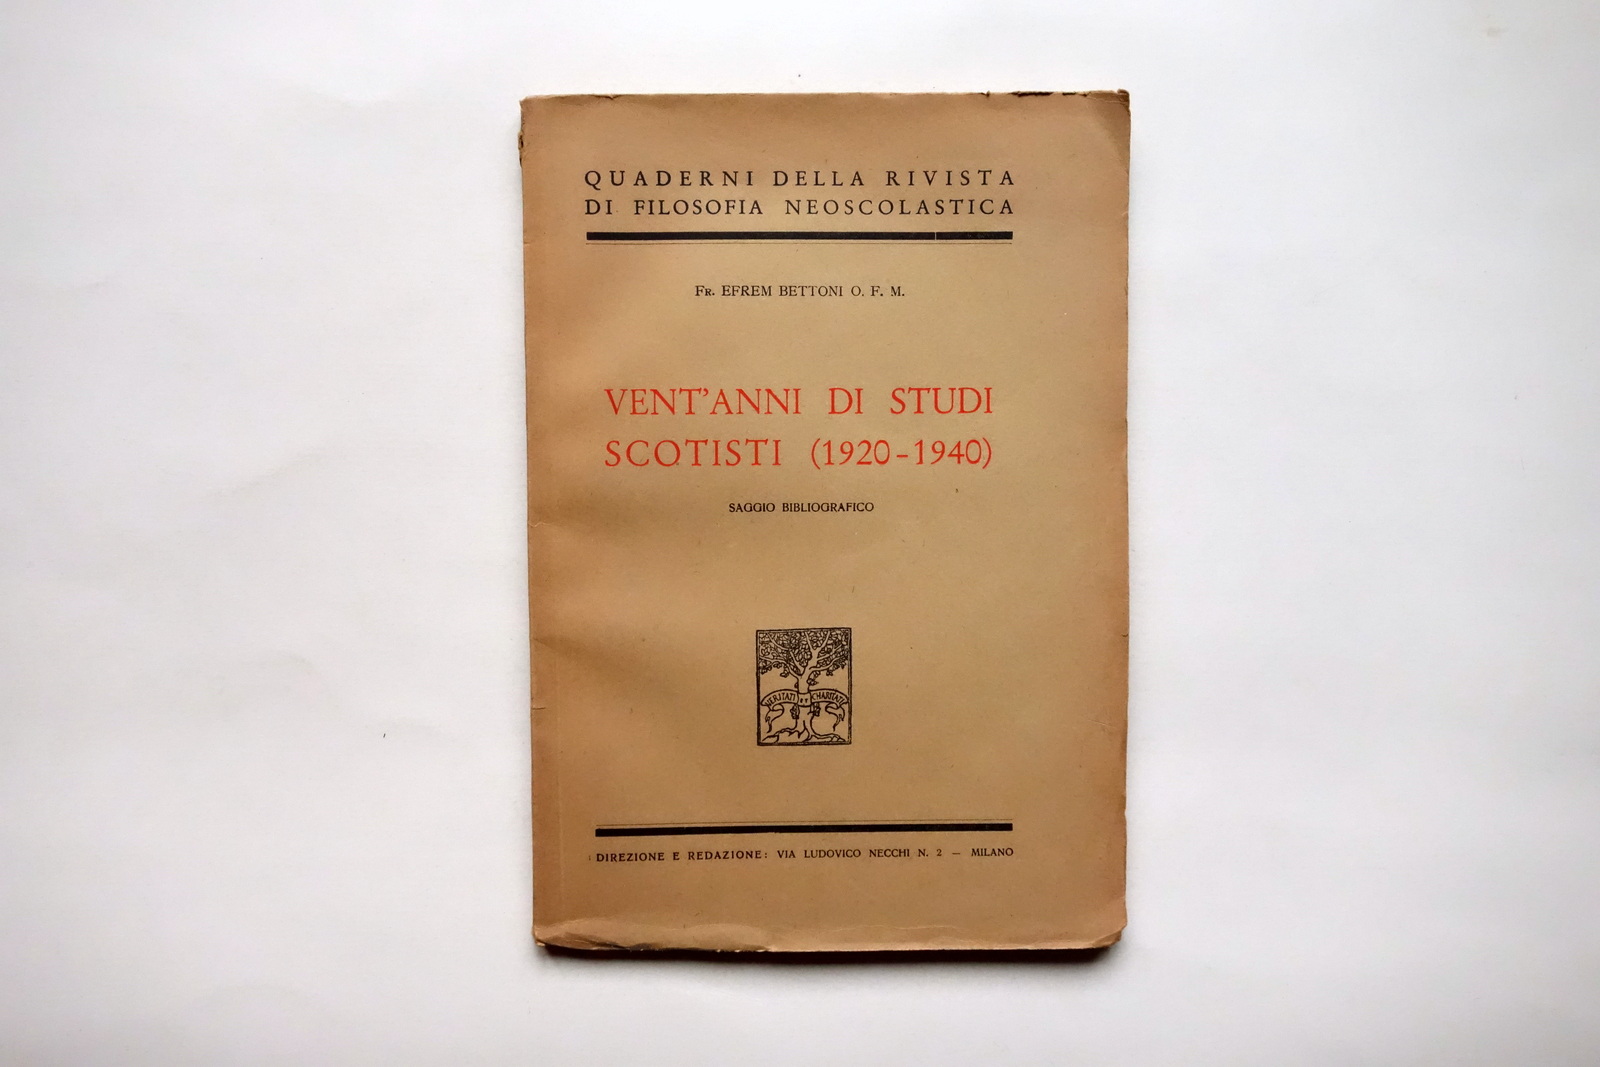 QUADERNI DELLA RIVISTA
DI FILOSOFIA NEOSCOLASTICA
Fr. EFREM BETTONI O. F. M.
VENT'ANNI DI STUDI
SCOTISTI (1920-1940)
SAGGIO BIBLIOGRAFICO
VERITATI ET CHARITATI
DIREZIONE E REDAZIONE: VIA LUDOVICO NECCHI N. 2 — MILANO